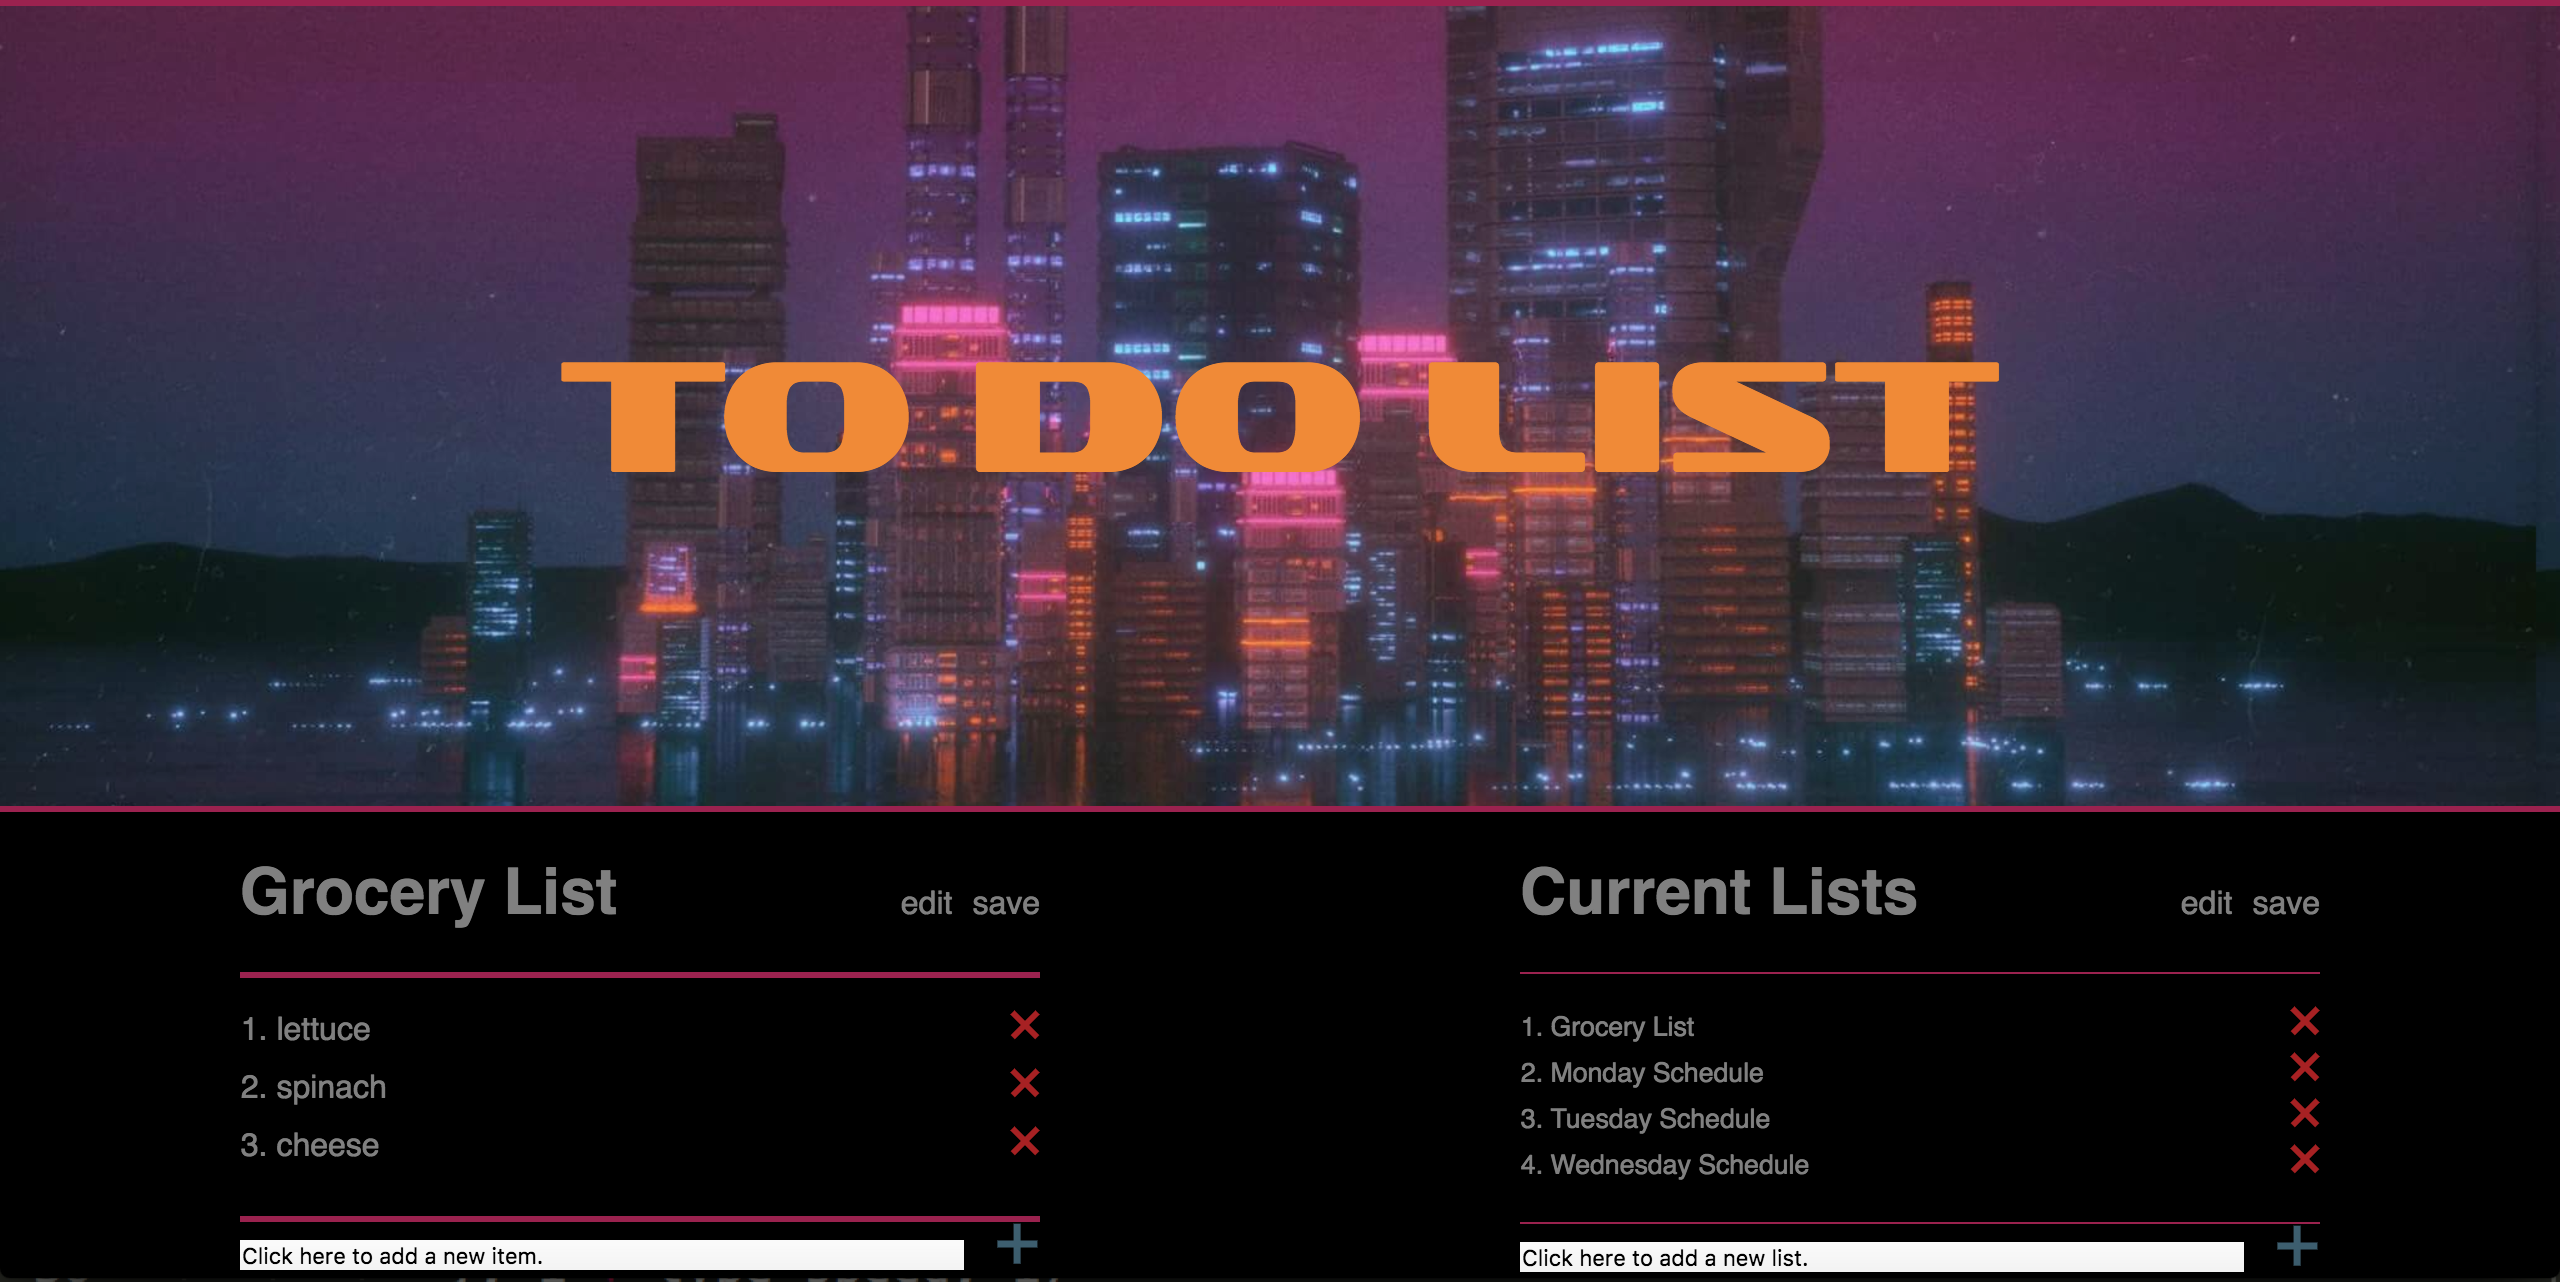 TO DO LIST
Grocery List
edit save
1. lettuce
2. spinach
3. cheese
Click here to add a new item.
Current Lists
edit save
1. Grocery List
2. Monday Schedule
3. Tuesday Schedule
4. Wednesday Schedule
Click here to add a new list.